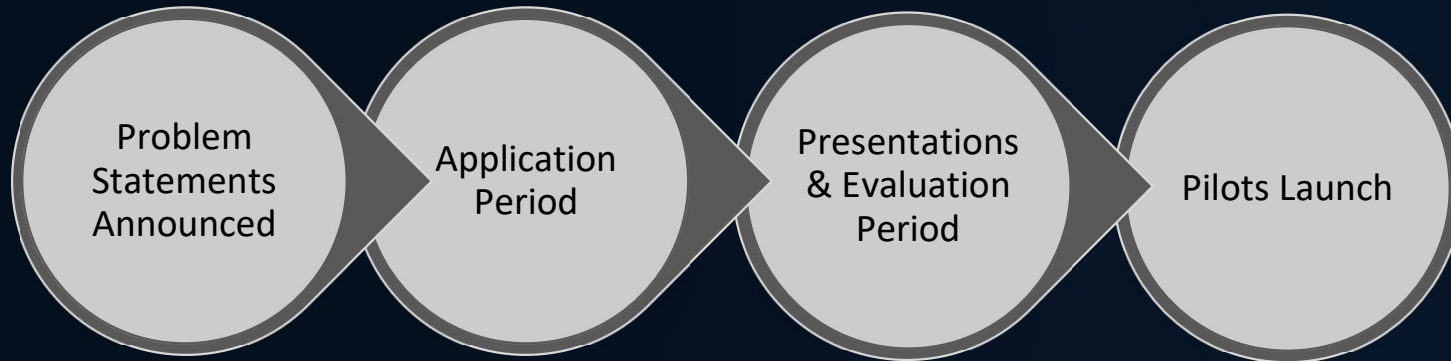 Problem
Statements
Announced
Application
Period
Presentations
& Evaluation
Period
Pilots Launch